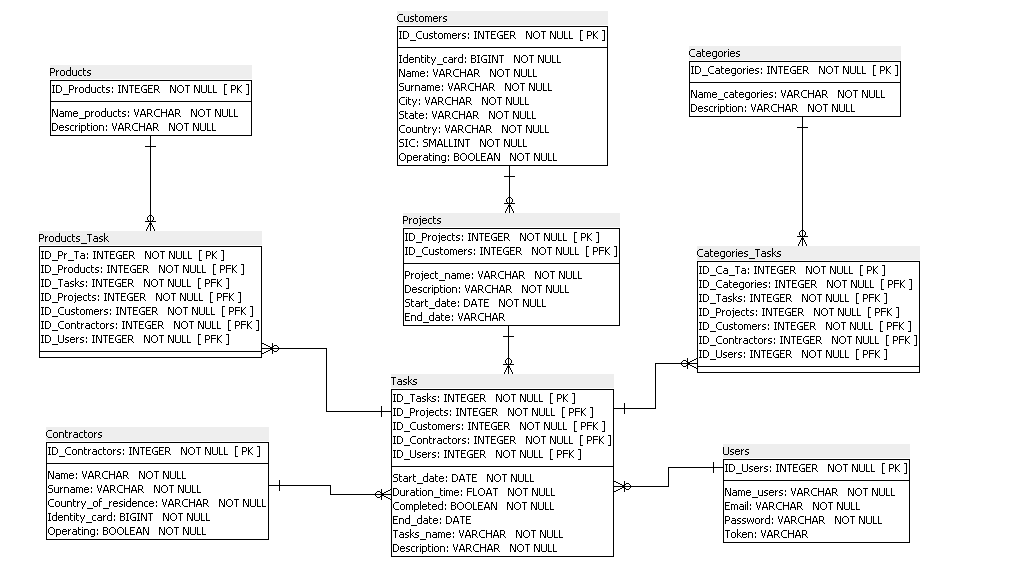 Customers
ID_Customers: INTEGER NOT NULL [ PK ]
Identity_card: BIGINT NOT NULL
Name: VARCHAR NOT NULL
Surname: VARCHAR NOT NULL
City: VARCHAR NOT NULL
State: VARCHAR NOT NULL
Country: VARCHAR NOT NULL
SIC: SMALLINT NOT NULL
Operating: BOOLEAN NOT NULL
Categories
ID_Categories: INTEGER NOT NULL [ PK ]
Name_categories: VARCHAR NOT NULL
Description: VARCHAR NOT NULL
Products
ID_Products: INTEGER NOT NULL [ PK ]
Name_products: VARCHAR NOT NULL
Description: VARCHAR NOT NULL
Projects
ID_Projects: INTEGER NOT NULL [ PK ]
ID_Customers: INTEGER NOT NULL [ PFK ]
Project_name: VARCHAR NOT NULL
Description: VARCHAR NOT NULL
Start_date: DATE NOT NULL
End_date: VARCHAR
Products_Task
ID_Pr_Ta: INTEGER NOT NULL [ PK ]
ID_Products: INTEGER NOT NULL [ PFK ]
ID_Tasks: INTEGER NOT NULL [ PFK ]
ID_Projects: INTEGER NOT NULL [ PFK ]
ID_Customers: INTEGER NOT NULL [ PFK ]
ID_Contractors: INTEGER NOT NULL [ PFK ]
ID_Users: INTEGER NOT NULL [ PFK ]
Categories_Tasks
ID_Ca_Ta: INTEGER NOT NULL [ PK ]
ID_Categories: INTEGER NOT NULL [ PFK ]
ID_Tasks: INTEGER NOT NULL [ PFK ]
ID_Projects: INTEGER NOT NULL [ PFK ]
ID_Customers: INTEGER NOT NULL [ PFK ]
ID_Contractors: INTEGER NOT NULL [ PFK ]
ID_Users: INTEGER NOT NULL [ PFK ]
Tasks
ID_Tasks: INTEGER NOT NULL [ PK ]
ID_Projects: INTEGER NOT NULL [ PFK ]
ID_Customers: INTEGER NOT NULL [ PFK ]
ID_Contractors: INTEGER NOT NULL [ PFK ]
ID_Users: INTEGER NOT NULL [ PFK ]
Start_date: DATE NOT NULL
Duration_time: FLOAT NOT NULL
Completed: BOOLEAN NOT NULL
End_date: DATE
Tasks_name: VARCHAR NOT NULL
Description: VARCHAR NOT NULL
Contractors
ID_Contractors: INTEGER NOT NULL [ PK ]
Name: VARCHAR NOT NULL
Surname: VARCHAR NOT NULL
Country_of_residence: VARCHAR NOT NULL
Identity_card: BIGINT NOT NULL
Operating: BOOLEAN NOT NULL
Users
ID_Users: INTEGER NOT NULL [ PK ]
Name_users: VARCHAR NOT NULL
Email: VARCHAR NOT NULL
Password: VARCHAR NOT NULL
Token: VARCHAR